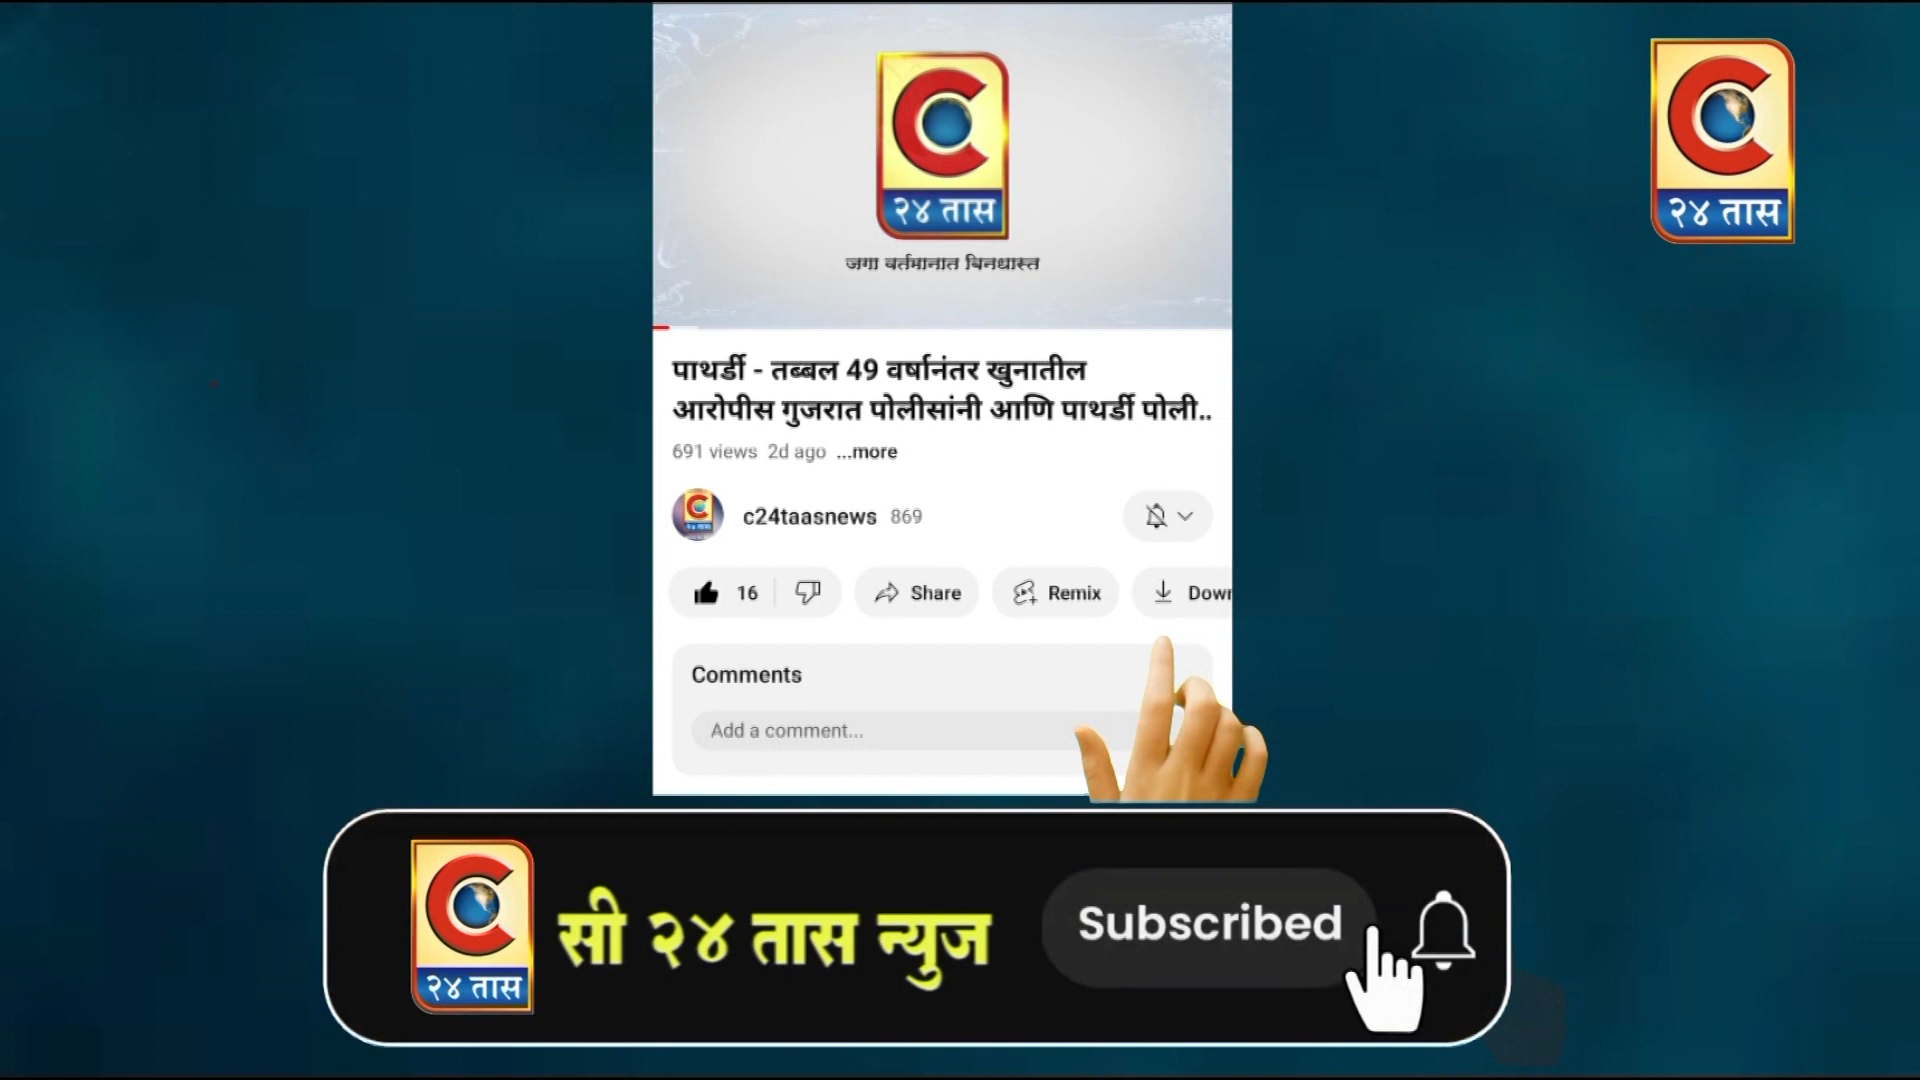 २४ तास
जगा वर्तमानात बिनधास्त
२४ तास
पाथर्डी - तब्बल 49 वर्षानंतर खुनातील
आरोपीस गुजरात पोलीसांनी आणि पाथर्डी पोली..
691 views 2d ago ...more
c24taasnews 869
16
Share
Remix
Down
Comments
Add a comment...
२४ तास
सी २४ तास न्युज
Subscribed